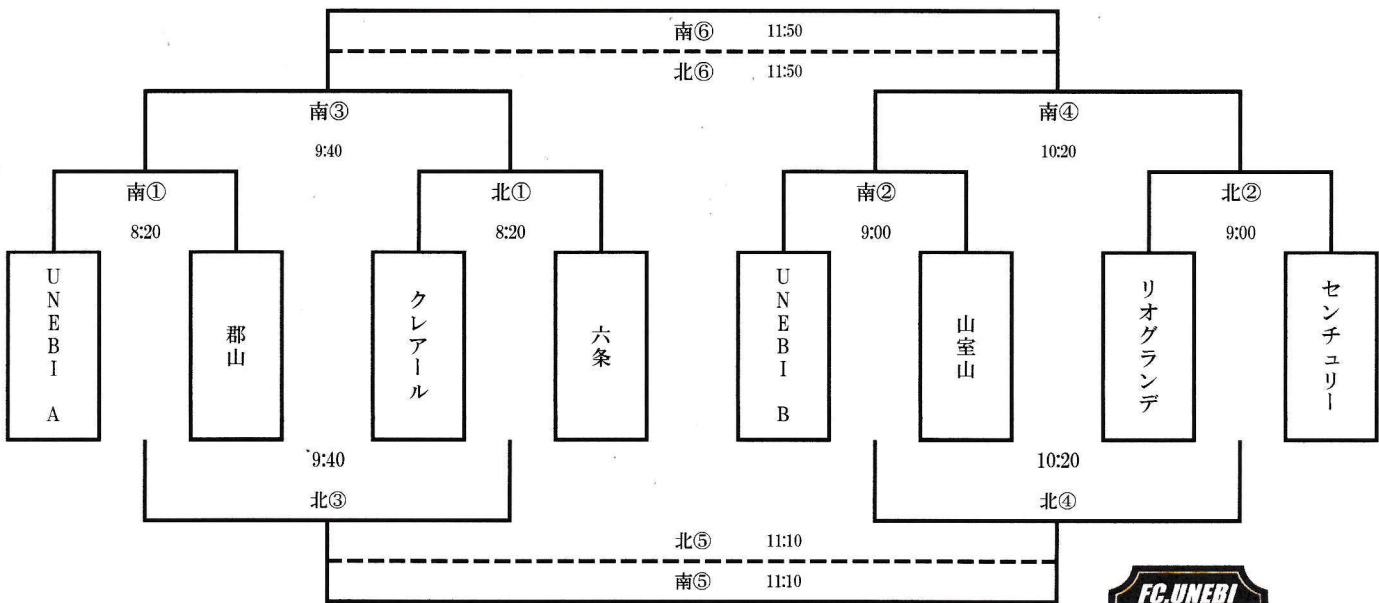 南⑥ 11:50
北⑥ 11:50
南③
南④
9:40
10:20
南①
北①
南②
北②
8:20
8:20
9:00
9:00
UNEBI A
郡山
クレアール
六条
UNEBI B
山室山
リオグランデ
センチュリー
9:40
10:20
北③
北④
北⑤ 11:10
南⑤ 11:10
FC.UNEBI